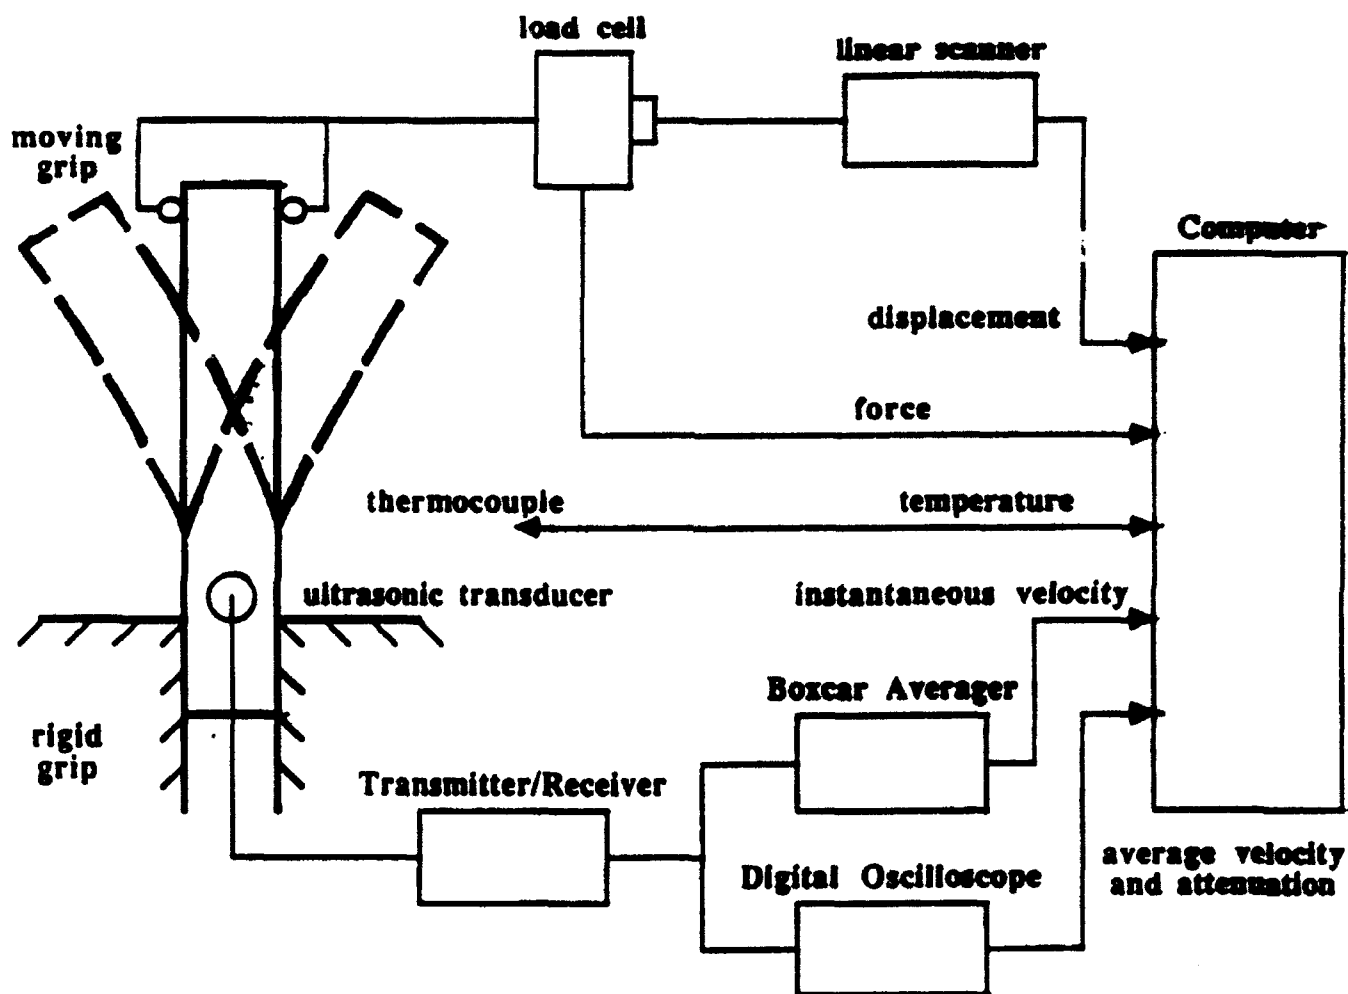 load cell
linear scanner
moving
grip
Computer
displacement
force
thermocouple
temperature
ultrasonic transducer
instantaneous velocity
Boxcar Averager
rigid
grip
Transmitter/Receiver
Digital Oscilloscope
average velocity
and attenuation